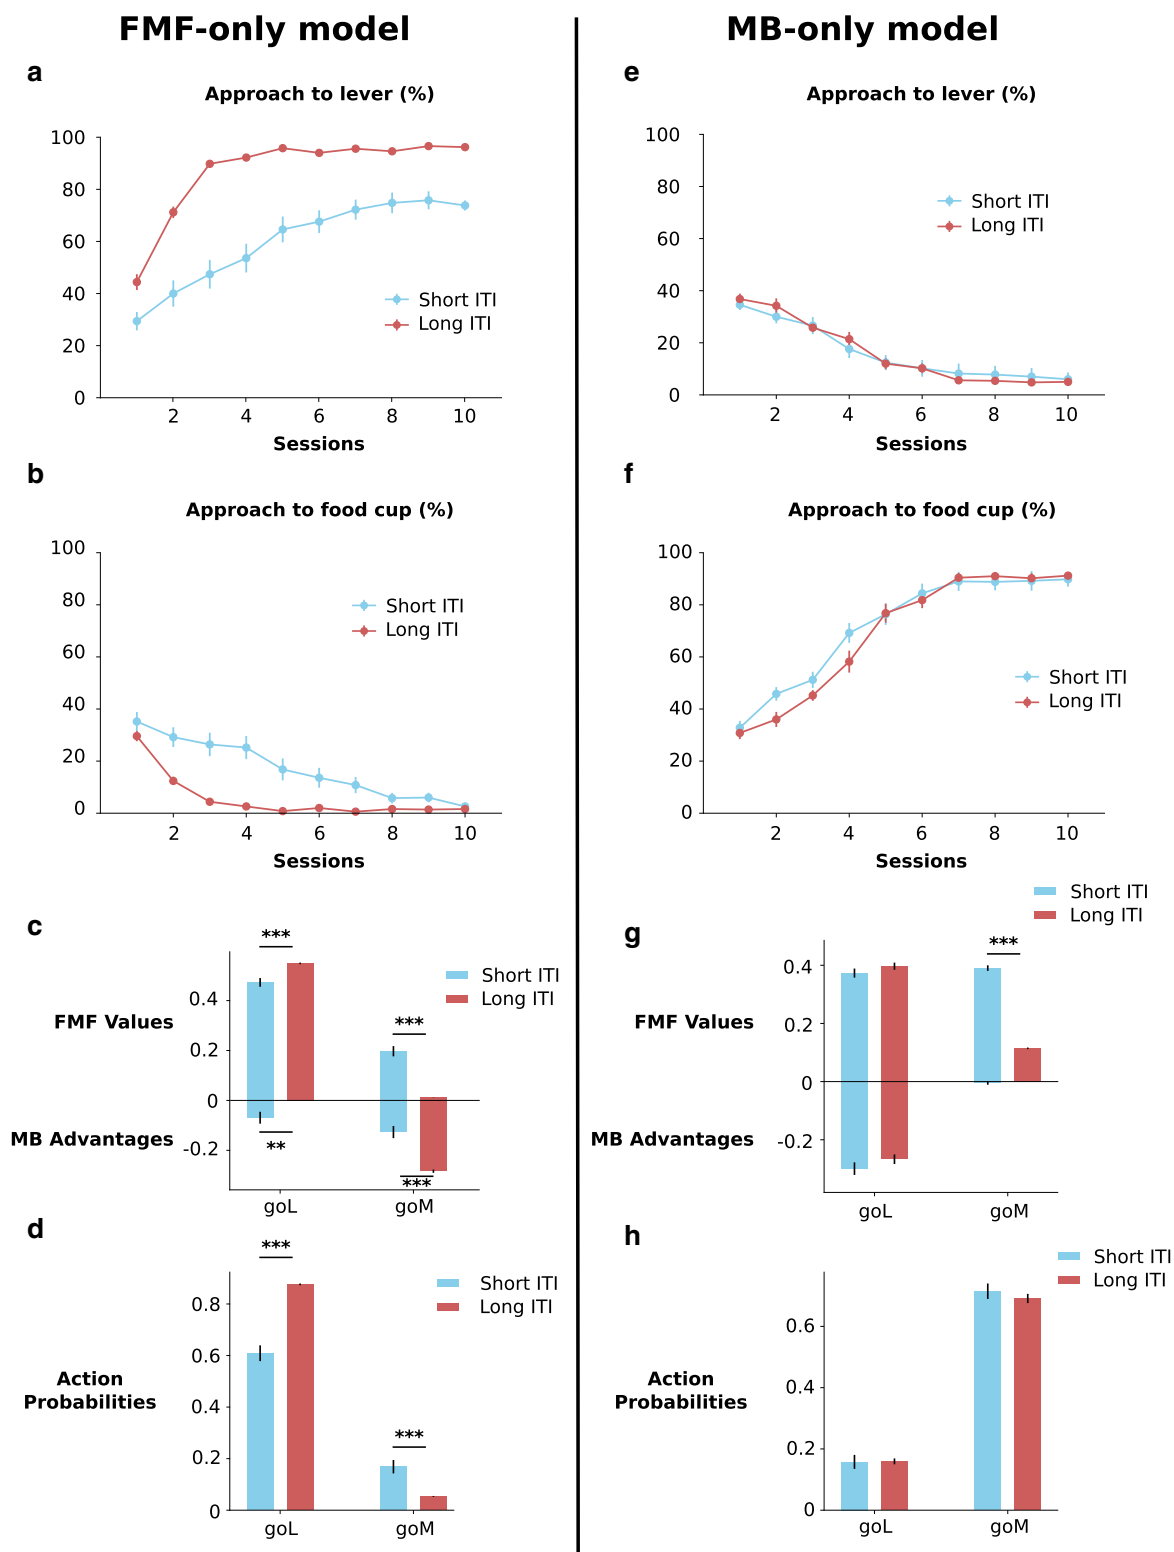 FMF-only model
a
Approach to lever (%)
100
80
60
40
20
0
Short ITI
Long ITI
2 4 6 8 10
Sessions
b
Approach to food cup (%)
100
80
60
40
20
0
Short ITI
Long ITI
2 4 6 8 10
Sessions
c
***
Short ITI
Long ITI
0.4
FMF Values
***
0.2
0
MB Advantages
**
-0.2
***
goL goM
d
***
Short ITI
Long ITI
0.8
0.6
Action
Probabilities
0.4
***
0.2
0
goL goM
MB-only model
e
Approach to lever (%)
100
80
60
40
20
0
Short ITI
Long ITI
2 4 6 8 10
Sessions
f
Approach to food cup (%)
100
80
60
40
20
0
Short ITI
Long ITI
2 4 6 8 10
Sessions
Short ITI
Long ITI
g
***
0.4
FMF Values
0.2
0
MB Advantages
-0.2
goL goM
h
Short ITI
Long ITI
0.6
Action
Probabilities
0.4
0.2
0
goL goM